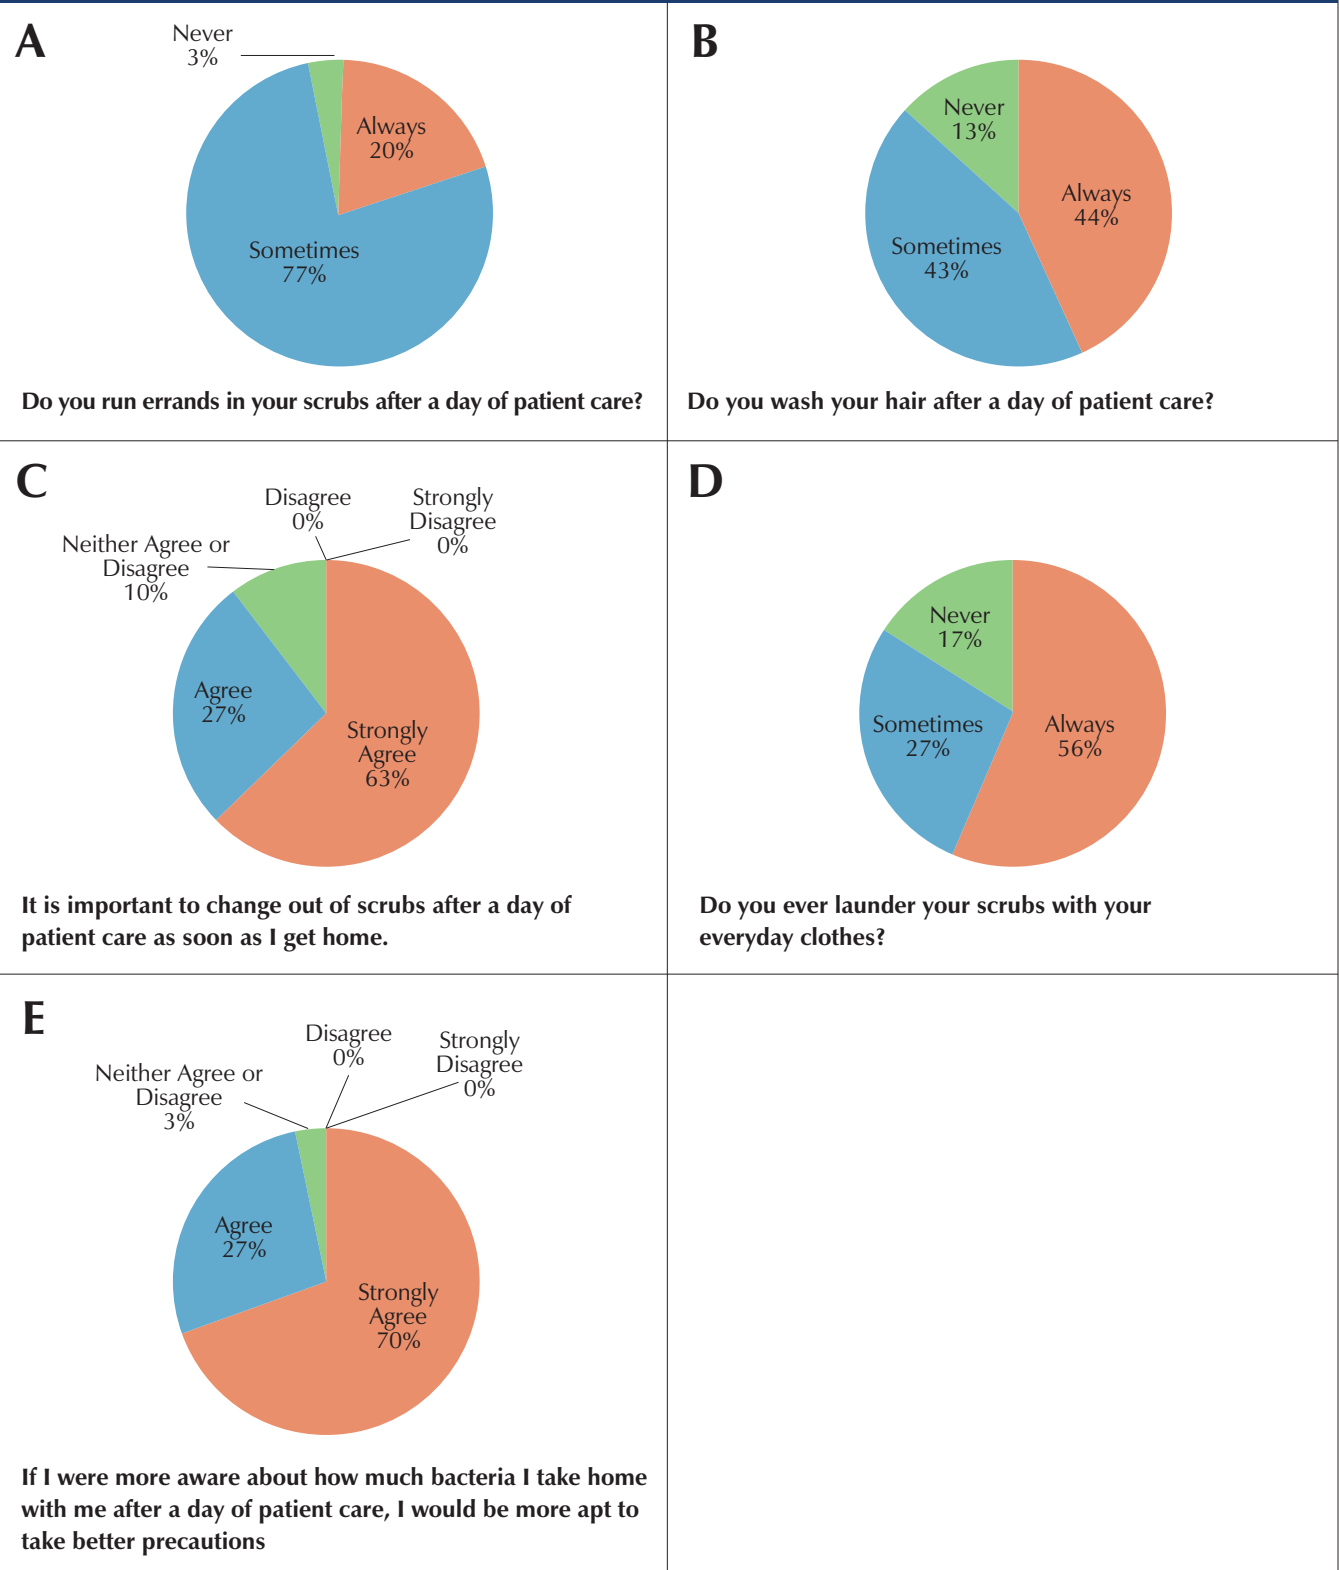 A
Never
3%
Always
20%
Sometimes
77%
Do you run errands in your scrubs after a day of patient care?
B
Never
13%
Always
44%
Sometimes
43%
Do you wash your hair after a day of patient care?
C
Disagree
0%
Strongly
Disagree
0%
Neither Agree or
Disagree
10%
Agree
27%
Strongly
Agree
63%
It is important to change out of scrubs after a day of
patient care as soon as I get home.
D
Never
17%
Sometimes
27%
Always
56%
Do you ever launder your scrubs with your
everyday clothes?
E
Disagree
0%
Strongly
Disagree
0%
Neither Agree or
Disagree
3%
Agree
27%
Strongly
Agree
70%
If I were more aware about how much bacteria I take home
with me after a day of patient care, I would be more apt to
take better precautions